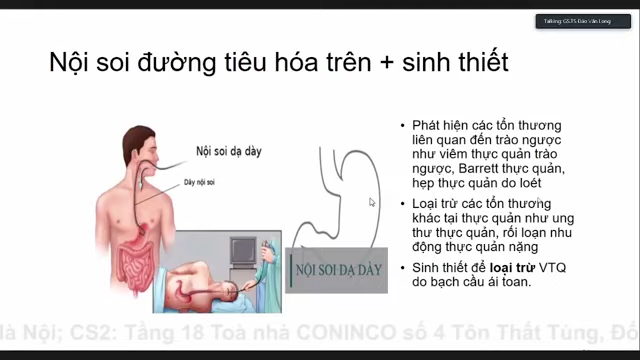 Talking: GS.TS Đào Văn Long
Nội soi đường tiêu hóa trên + sinh thiết
Nội soi dạ dày
Dây nội soi
NỘI SOI DẠ DÀY
• Phát hiện các tổn thương
liên quan đến trào ngược
như viêm thực quản trào
ngược, Barrett thực quản,
hẹp thực quản do loét
• Loại trừ các tổn thương
khác tại thực quản như ung
thư thực quản, rối loạn nhu
động thực quản nặng
• Sinh thiết để loại trừ VTQ
do bạch cầu ái toan.
Hà Nội; CS2: Tầng 18 Toà nhà CONINCO số 4 Tôn Thất Tùng, Đố